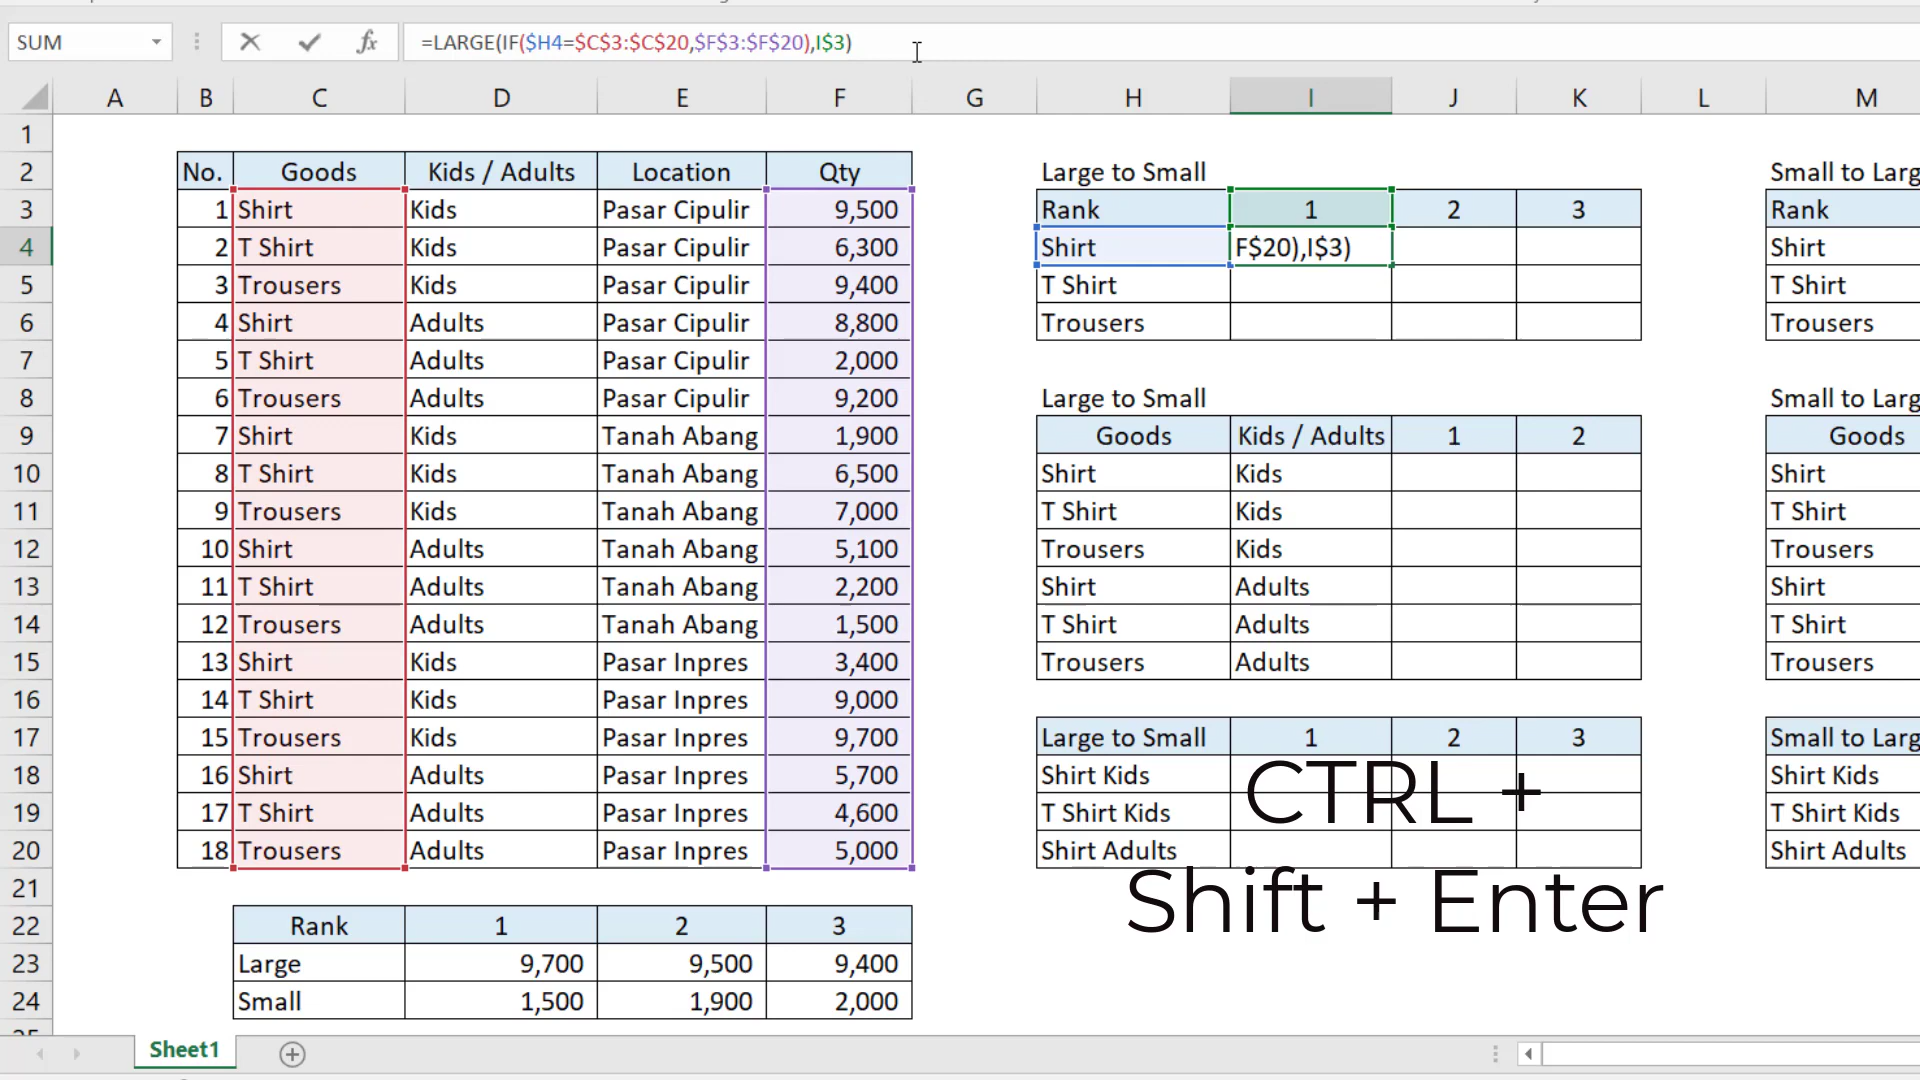 SUM =LARGE(IF($H4=$C$3:$C$20,$F$3:$F$20),I$3)
A B C D E F G H I J K L M
1
2 No. Goods Kids / Adults Location Qty Large to Small Small to Larg
3 1 Shirt Kids Pasar Cipulir 9,500 Rank 1 2 3 Rank
4 2 T Shirt Kids Pasar Cipulir 6,300 Shirt F$20),I$3) Shirt
5 3 Trousers Kids Pasar Cipulir 9,400 T Shirt T Shirt
6 4 Shirt Adults Pasar Cipulir 8,800 Trousers Trousers
7 5 T Shirt Adults Pasar Cipulir 2,000
8 6 Trousers Adults Pasar Cipulir 9,200 Large to Small Small to Larg
9 7 Shirt Kids Tanah Abang 1,900 Goods Kids / Adults 1 2 Goods
10 8 T Shirt Kids Tanah Abang 6,500 Shirt Kids Shirt
11 9 Trousers Kids Tanah Abang 7,000 T Shirt Kids T Shirt
12 10 Shirt Adults Tanah Abang 5,100 Trousers Kids Trousers
13 11 T Shirt Adults Tanah Abang 2,200 Shirt Adults Shirt
14 12 Trousers Adults Tanah Abang 1,500 T Shirt Adults T Shirt
15 13 Shirt Kids Pasar Inpres 3,400 Trousers Adults Trousers
16 14 T Shirt Kids Pasar Inpres 9,000
17 15 Trousers Kids Pasar Inpres 9,700 Large to Small 1 2 3 Small to Larg
18 16 Shirt Adults Pasar Inpres 5,700 Shirt Kids Shirt Kids
19 17 T Shirt Adults Pasar Inpres 4,600 T Shirt Kids T Shirt Kids
20 18 Trousers Adults Pasar Inpres 5,000 Shirt Adults Shirt Adults
CTRL +
Shift + Enter
21
22 Rank 1 2 3
23 Large 9,700 9,500 9,400
24 Small 1,500 1,900 2,000
Sheet1